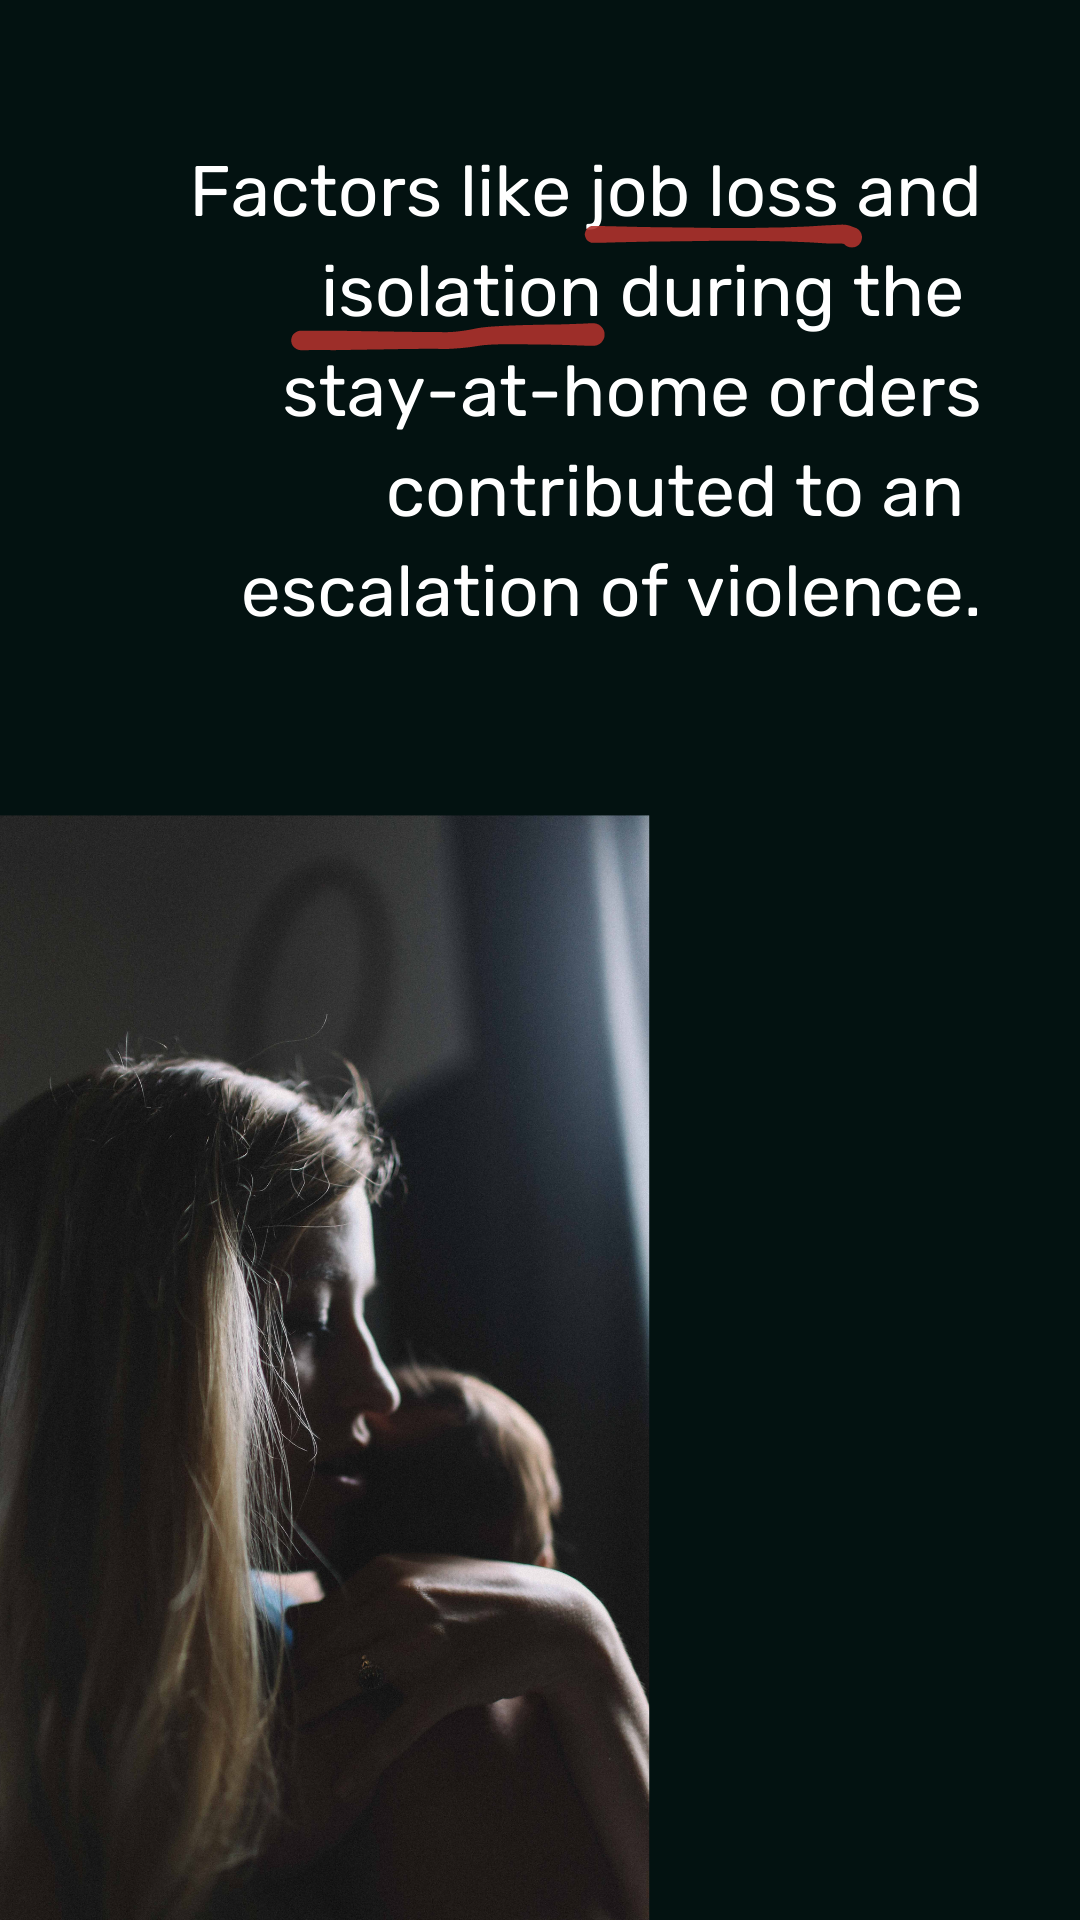 Factors like job loss and
isolation during the
stay-at-home orders
contributed to an
escalation of violence.